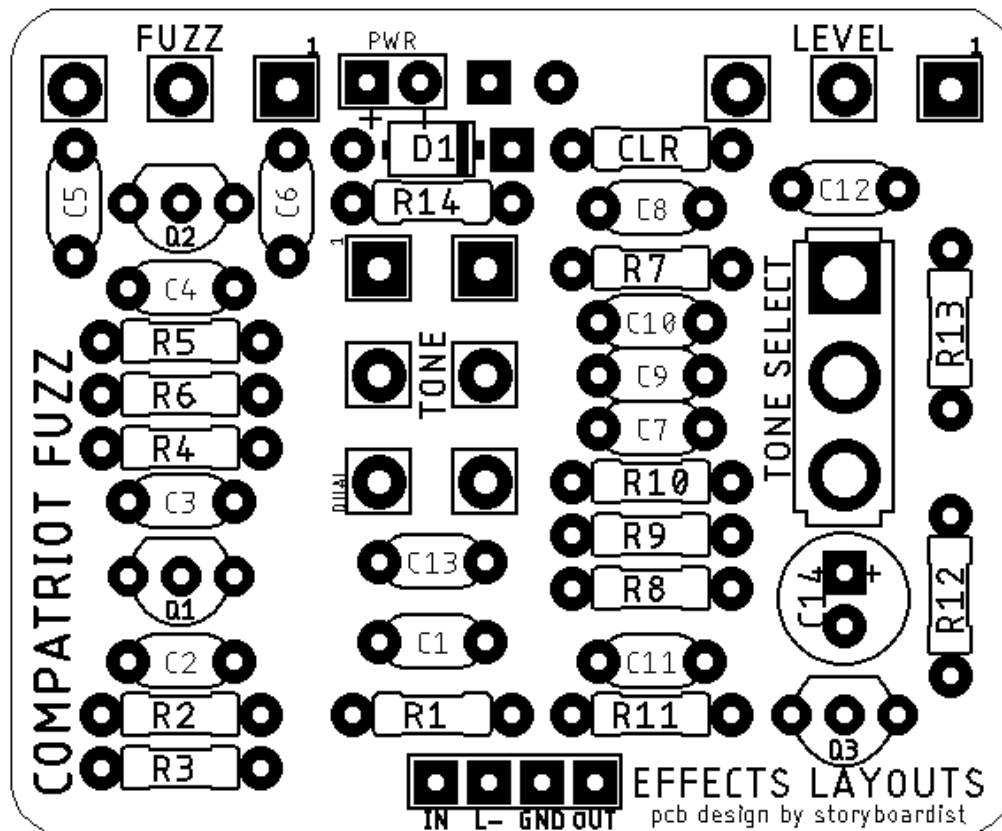 FUZZ
1
PWR
LEVEL
1
+
-
D1
CLR
C5
Q2
C6
R14
C8
C12
1
C4
R7
R5
C10
TONE
TONE SELECT
R13
R6
C9
R4
C7
DUAL
R10
C3
R9
C13
+
C14
Q1
R8
R12
C2
C1
C11
R2
R1
R11
Q3
R3
COMPATRIOT FUZZ
EFFECTS LAYOUTS
pcb design by storyboardist
IN L- GND OUT